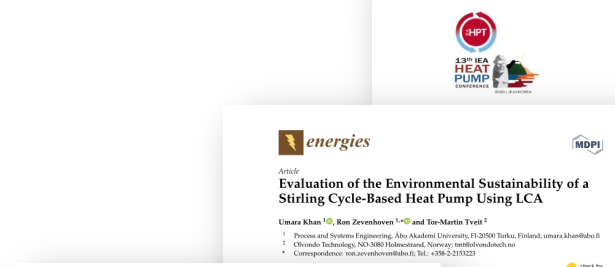 HPT
13th IEA
HEAT
PUMP
CONFERENCE
energies
MDPI
Article
Evaluation of the Environmental Sustainability of a
Stirling Cycle-Based Heat Pump Using LCA
Umara Khan 1, Ron Zevenhoven 1,* and Tor-Martin Tveit 2
1 Process and Systems Engineering, Åbo Akademi University, FI-20500 Turku, Finland; umara.khan@abo.fi
2 Olvondo Technology, NO-3080 Holmestrand, Norway; tmt@olvondotech.no
* Correspondence: ron.zevenhoven@abo.fi; Tel.: +358-2-2153223
check for